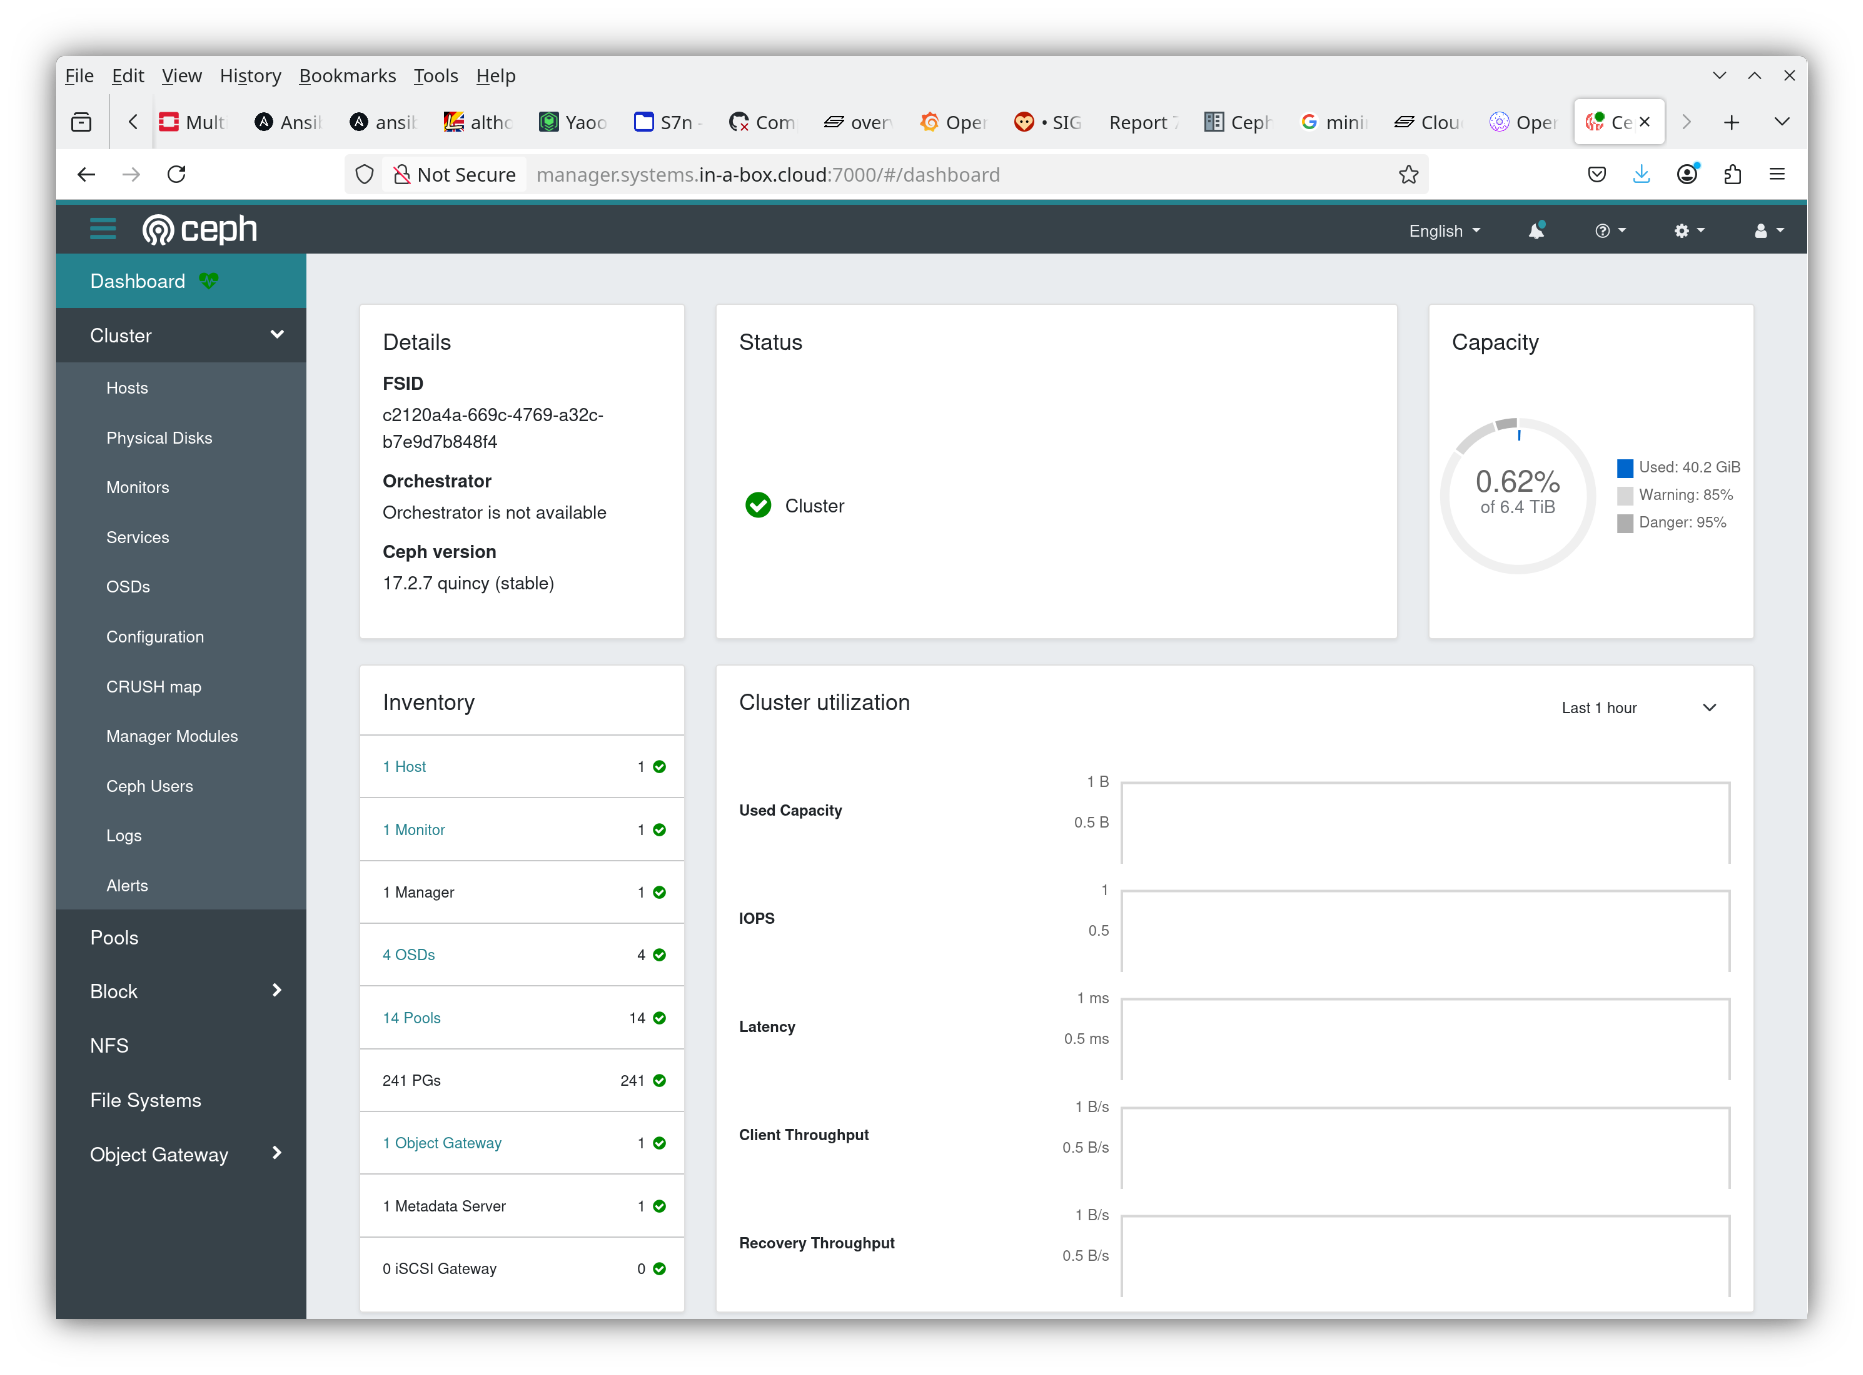 File Edit View History Bookmarks Tools Help
Mult Ansib ansib altho Yaoo S7n - Com over Oper • SIG Report 7 Ceph mini Clou Oper Ce
Not Secure manager.systems.in-a-box.cloud:7000/#/dashboard
ceph
English
Dashboard
Cluster
Hosts
Physical Disks
Monitors
Services
OSDs
Configuration
CRUSH map
Manager Modules
Ceph Users
Logs
Alerts
Pools
Block
NFS
File Systems
Object Gateway
Details
FSID
c2120a4a-669c-4769-a32c-
b7e9d7b848f4
Orchestrator
Orchestrator is not available
Ceph version
17.2.7 quincy (stable)
Status
Cluster
Capacity
0.62%
of 6.4 TiB
Used: 40.2 GiB
Warning: 85%
Danger: 95%
Inventory
1 Host 1
1 Monitor 1
1 Manager 1
4 OSDs 4
14 Pools 14
241 PGs 241
1 Object Gateway 1
1 Metadata Server 1
0 iSCSI Gateway 0
Cluster utilization
Last 1 hour
Used Capacity
1 B
0.5 B
IOPS
1
0.5
Latency
1 ms
0.5 ms
Client Throughput
1 B/s
0.5 B/s
Recovery Throughput
1 B/s
0.5 B/s